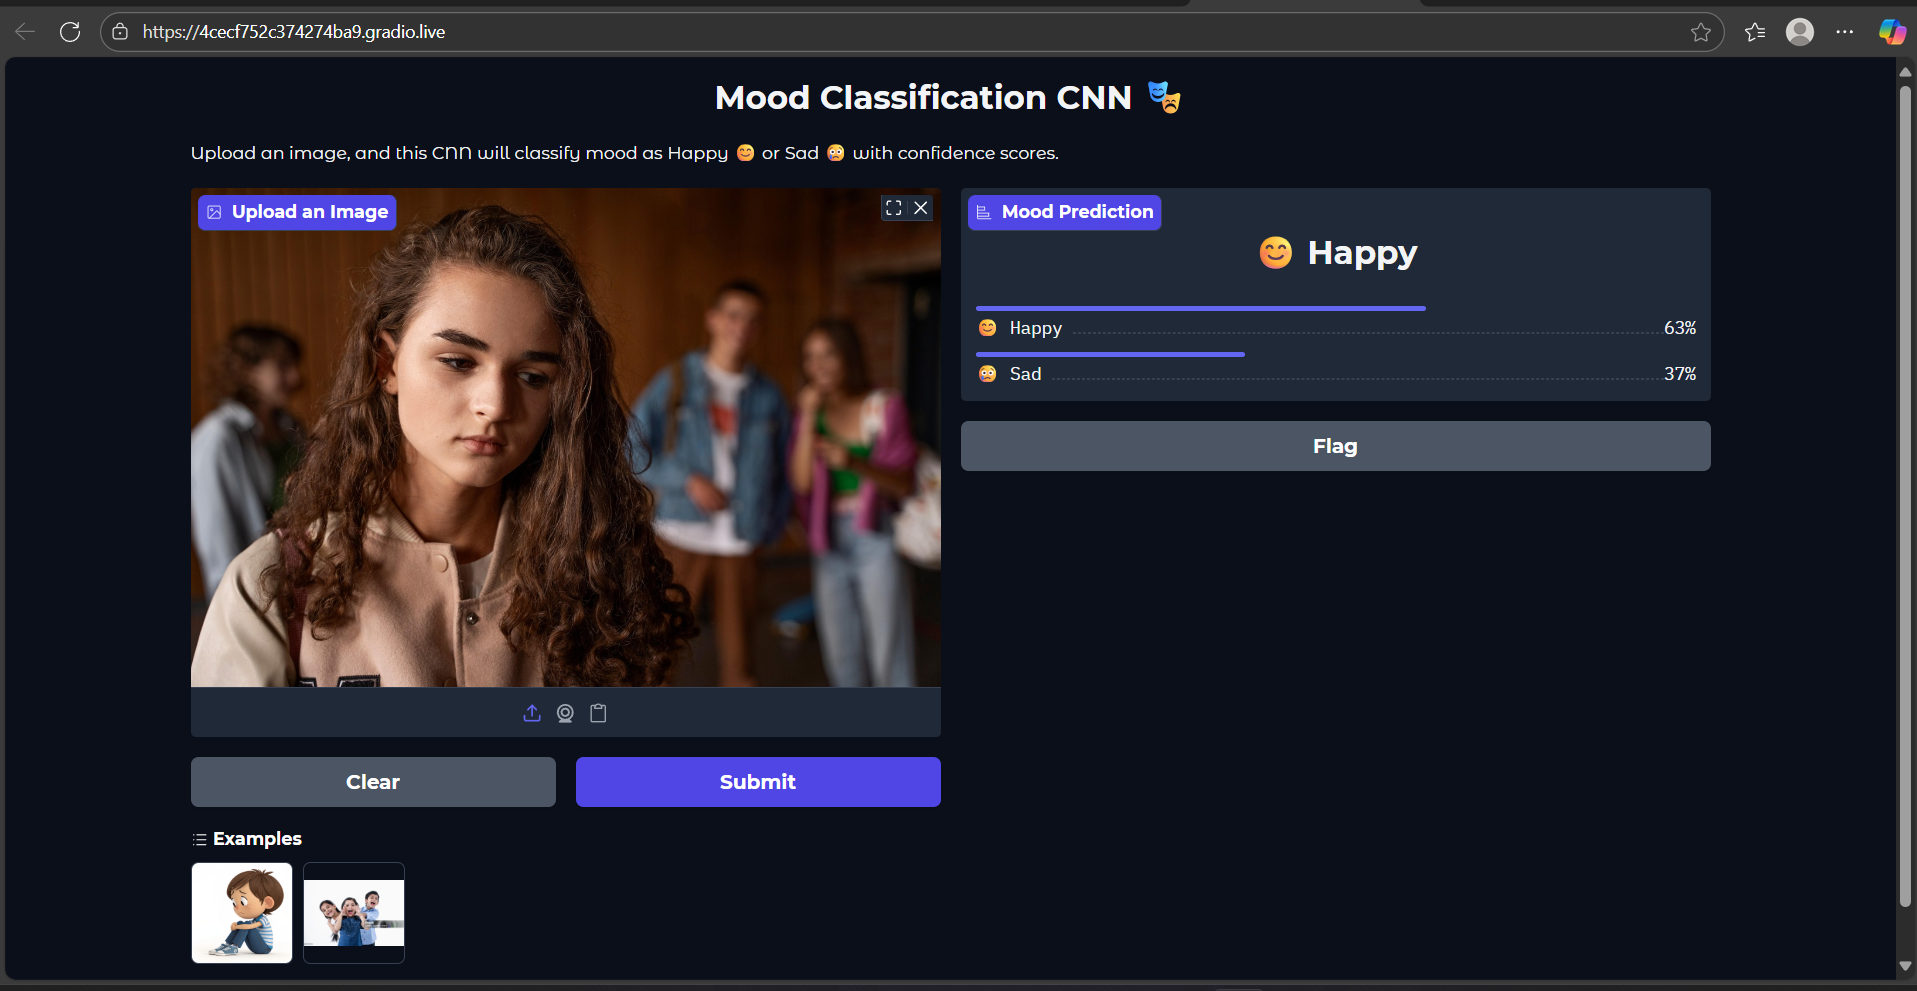 https://4cecf752c374274ba9.gradio.live
Mood Classification CNN 🎭
Upload an image, and this CNN will classify mood as Happy 😊 or Sad 😢 with confidence scores.
Upload an Image
Mood Prediction
😊 Happy
😊 Happy 63%
😢 Sad 37%
Flag
Clear
Submit
Examples